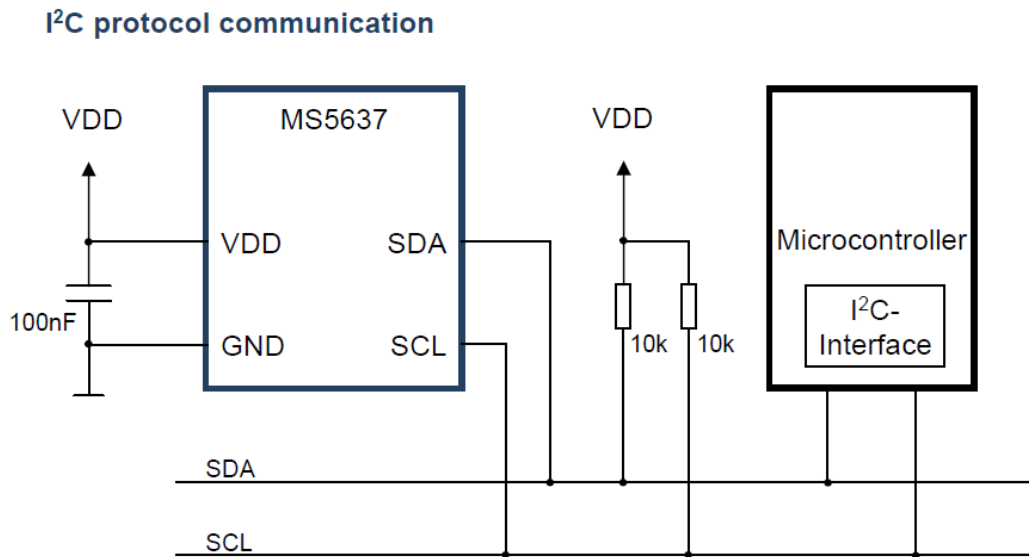 I²C protocol communication
VDD
MS5637
VDD
VDD
SDA
Microcontroller
100nF
GND
SCL
10k
10k
I²C-
Interface
SDA
SCL